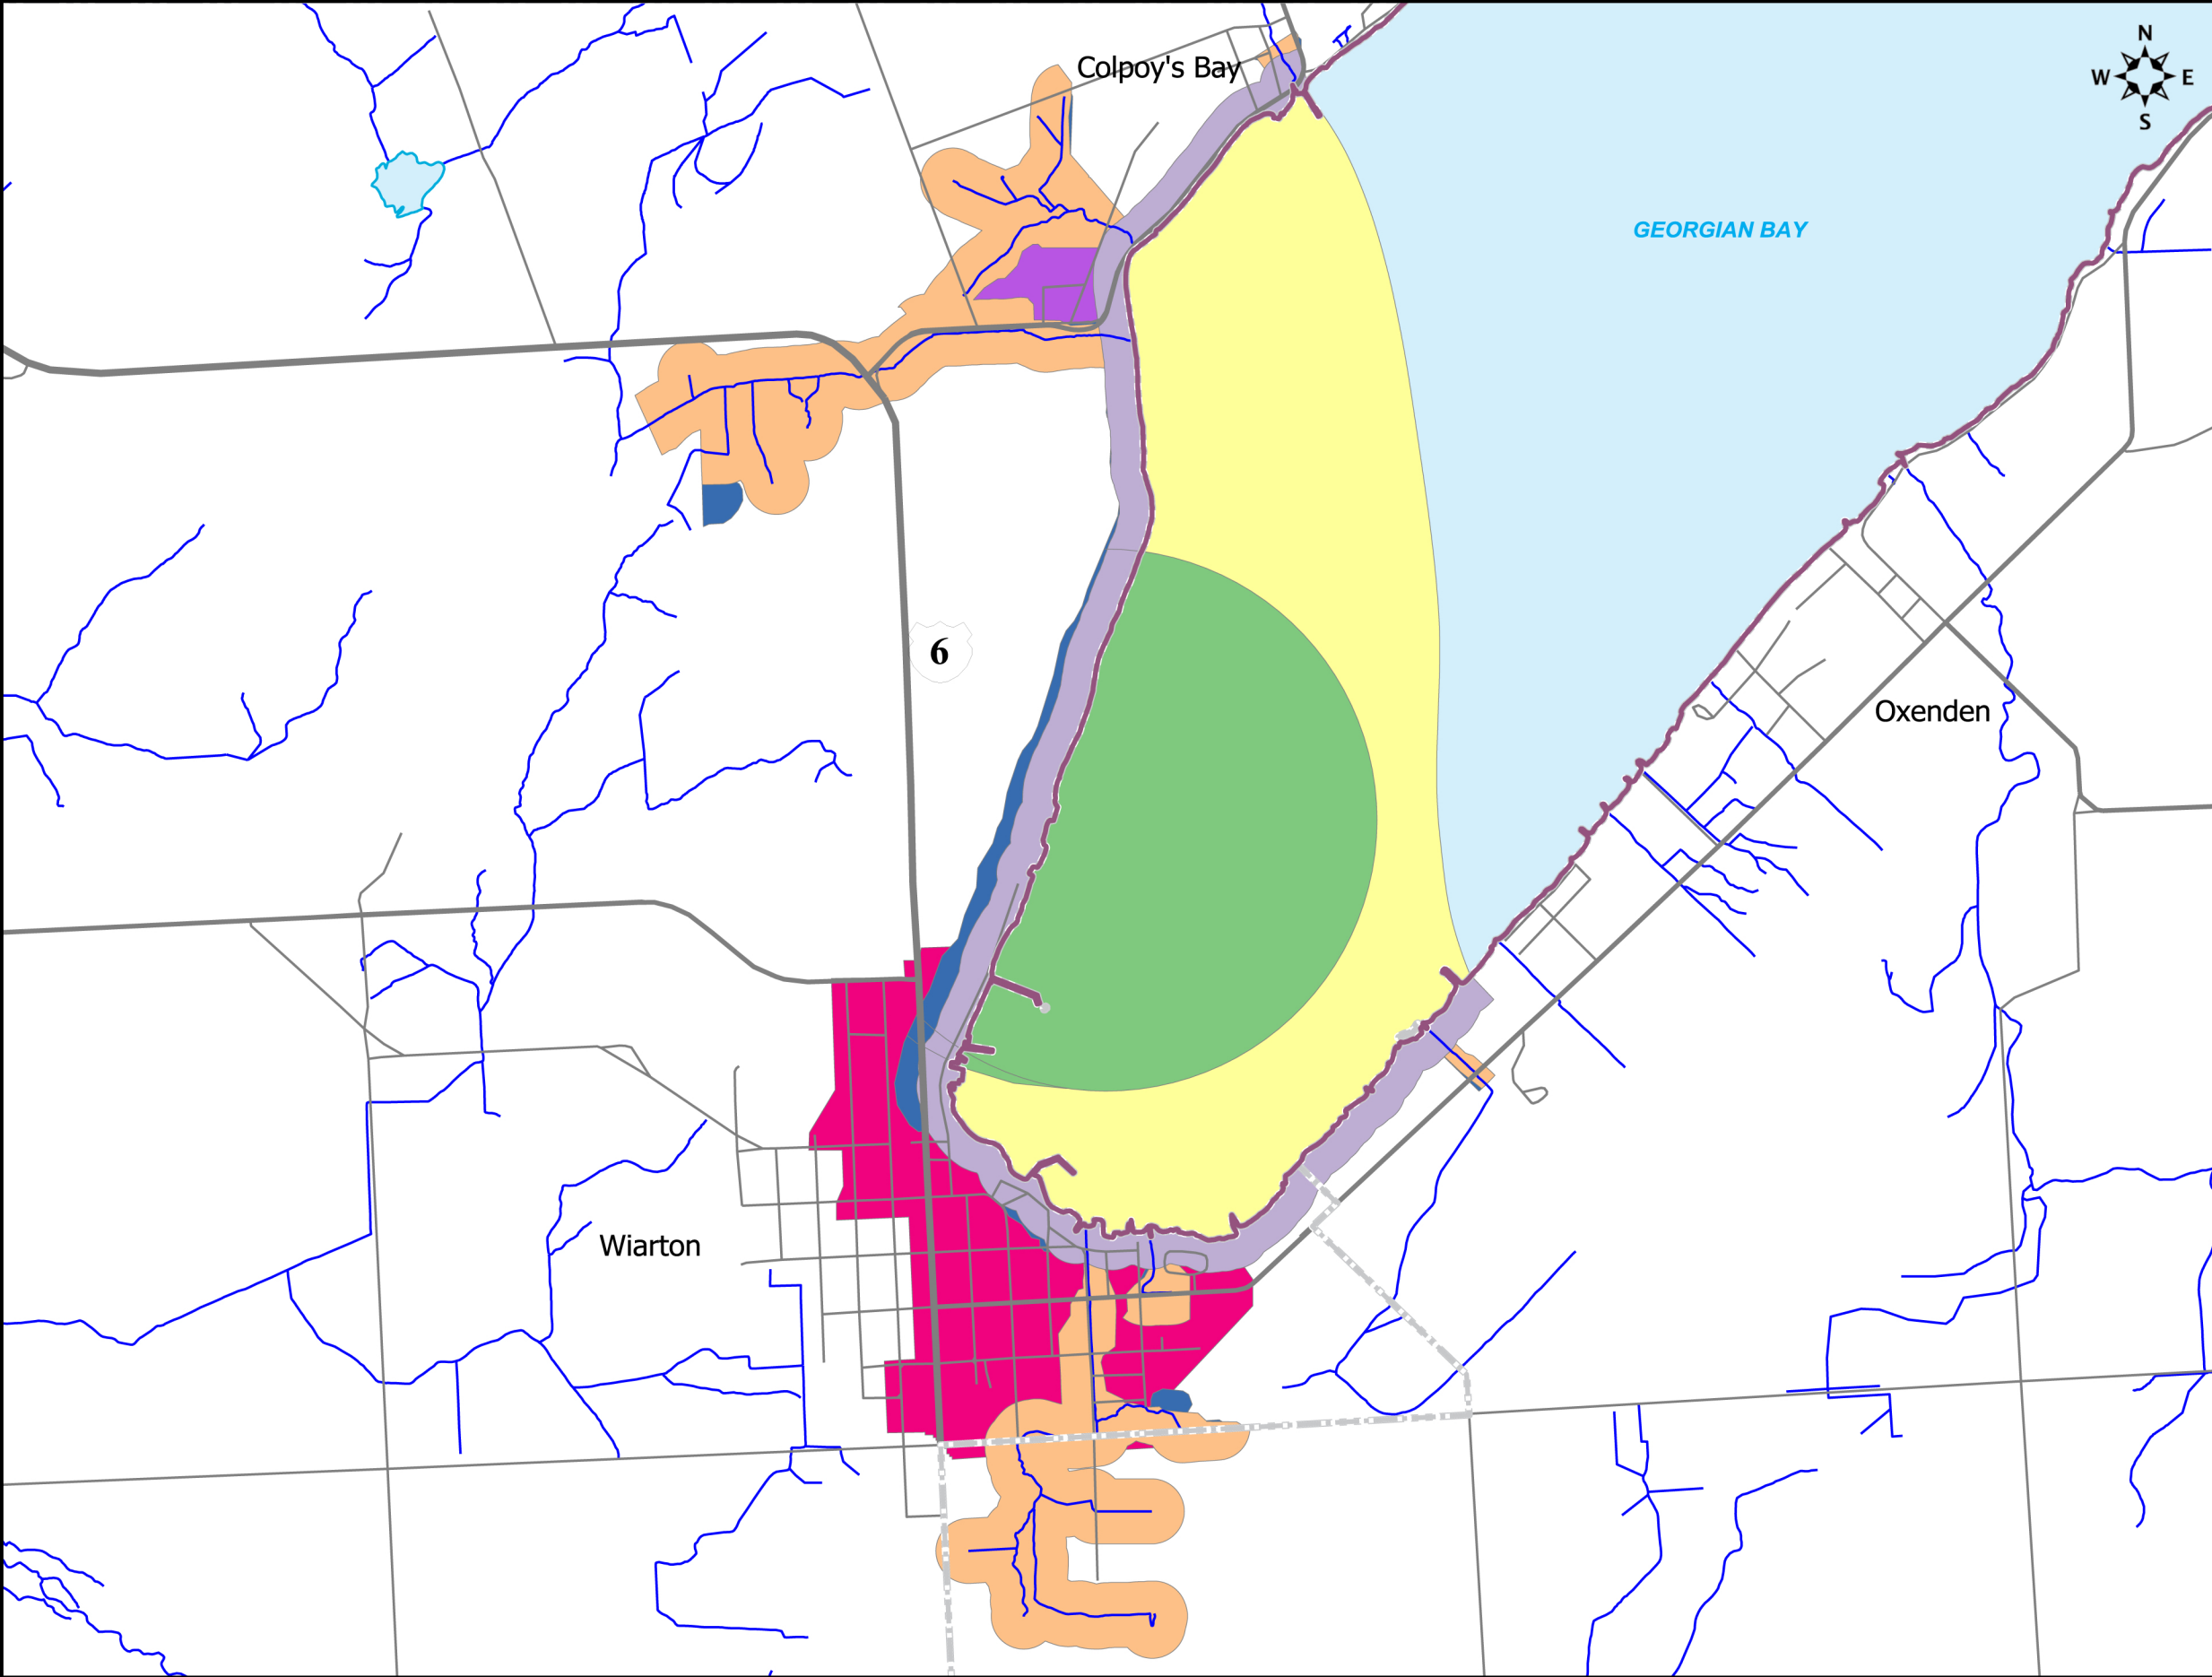 N
W E
S
Colpoy's Bay
GEORGIAN BAY
6
Oxenden
Wiarton